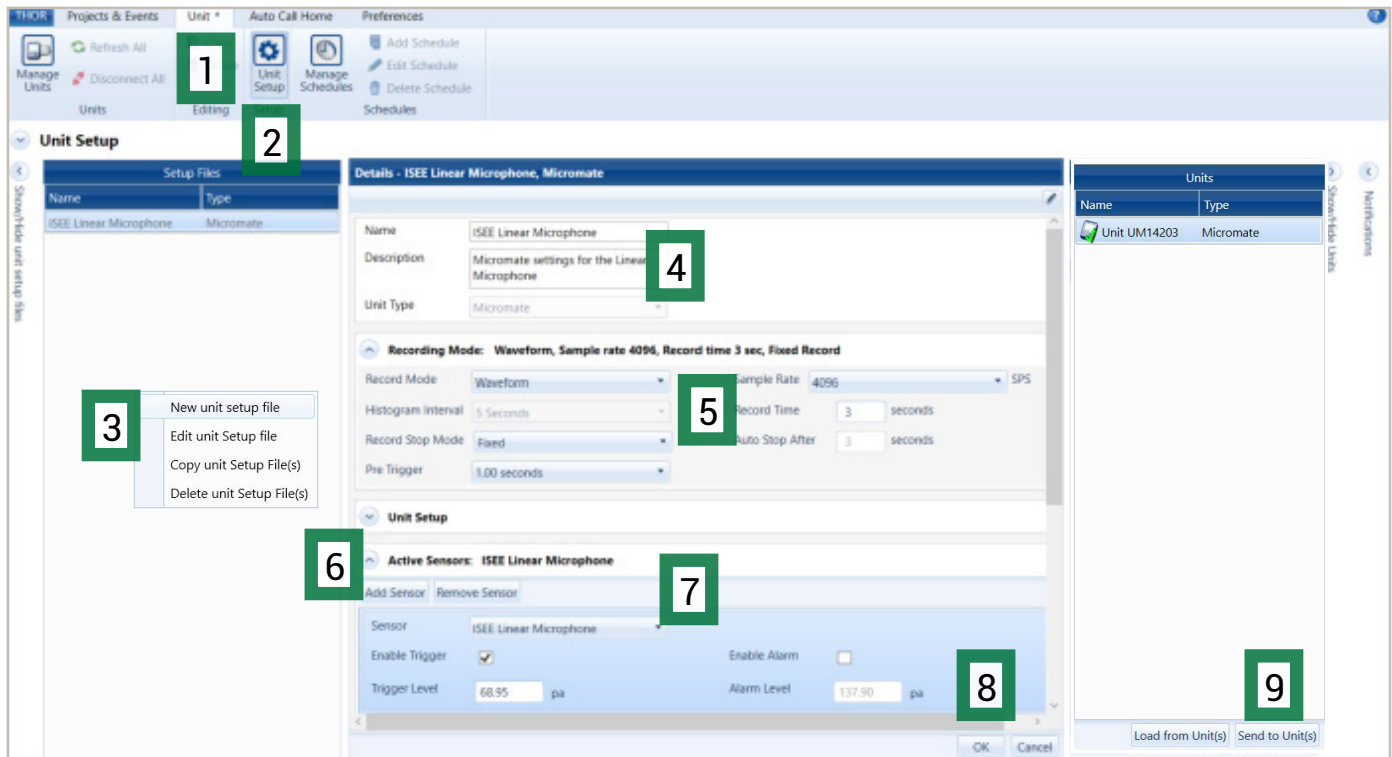 THOR Projects & Events Unit * Auto Call Home Preferences ?
Refresh All
Disconnect All
Manage Units
1
Unit Setup
Manage Schedules
Add Schedule
Edit Schedule
Delete Schedule
Units Editing Schedules
2
Unit Setup
Show/Hide unit setup files
Setup Files
Name Type
ISEE Linear Microphone Micromate
3
New unit setup file
Edit unit Setup file
Copy unit Setup File(s)
Delete unit Setup File(s)
Details - ISEE Linear Microphone, Micromate
Name ISEE Linear Microphone
Description Micromate settings for the Linear
Microphone
4
Unit Type Micromate
Recording Mode: Waveform, Sample rate 4096, Record time 3 sec, Fixed Record
Record Mode Waveform Sample Rate 4096 SPS
Histogram Interval 5 Seconds 5 Record Time 3 seconds
Record Stop Mode Fixed Auto Stop After 3 seconds
Pre Trigger 1.00 seconds
Unit Setup
6
Active Sensors: ISEE Linear Microphone
Add Sensor Remove Sensor
7
Sensor ISEE Linear Microphone
Enable Trigger Enable Alarm
Trigger Level 68.95 pa Alarm Level 137.90 pa
8
OK Cancel
Units
Name Type
Unit UM14203 Micromate
9
Load from Unit(s) Send to Unit(s)
Show/Hide Units
Notifications